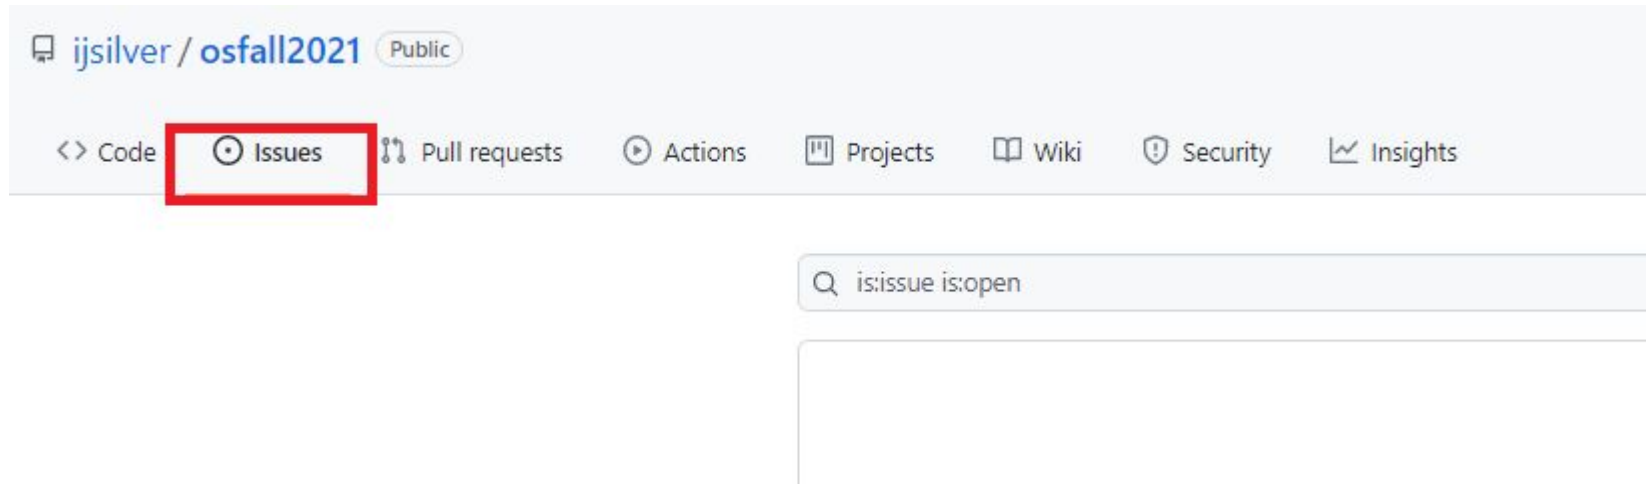 ijsilver / osfall2021 Public
Code Issues Pull requests Actions Projects Wiki Security Insights
is:issue is:open